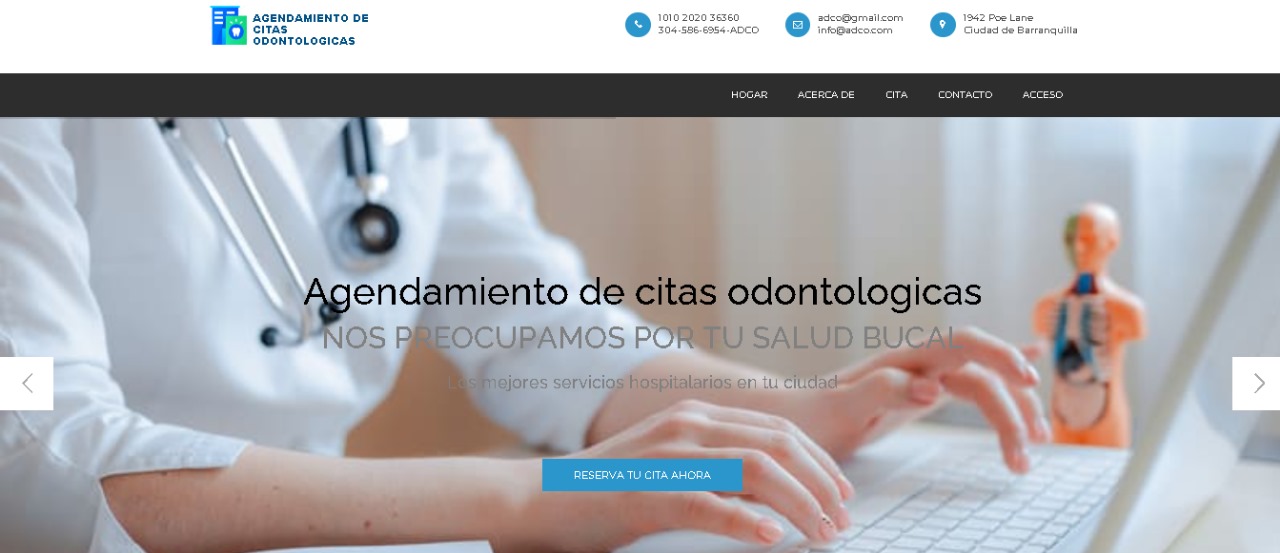 AGENDAMIENTO DE
CITAS
ODONTOLOGICAS
1010 2020 36360
304-586-6954-ADCO
adco@gmail.com
info@adco.com
1942 Poe Lane
Ciudad de Barranquilla
HOGAR ACERCA DE CITA CONTACTO ACCESO
Agendamiento de citas odontologicas
NOS PREOCUPAMOS POR TU SALUD BUCAL
Los mejores servicios hospitalarios en tu ciudad
RESERVA TU CITA AHORA